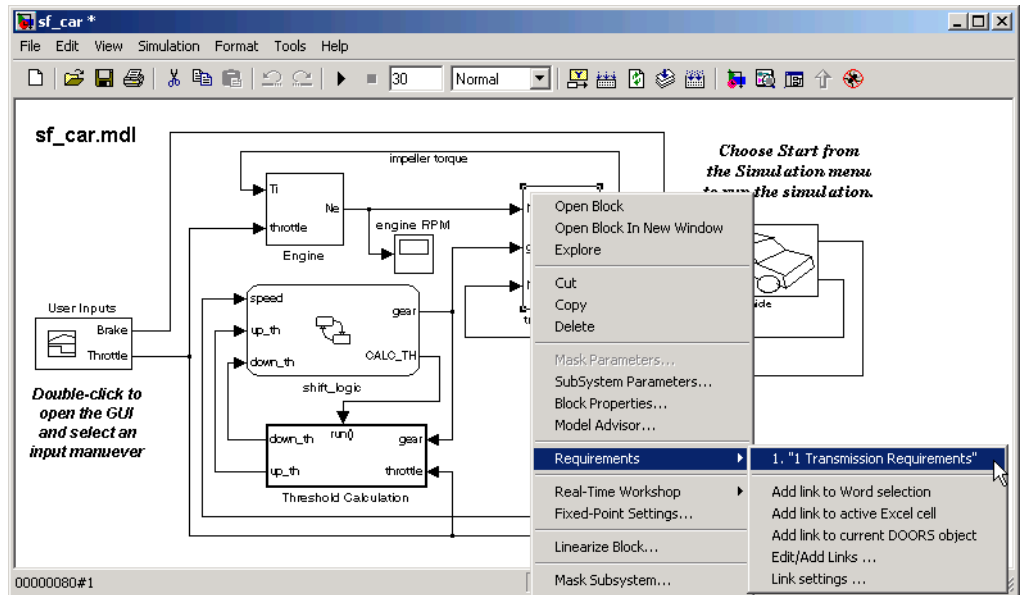 sf_car *
File Edit View Simulation Format Tools Help
30 Normal
sf_car.mdl
impeller torque
Choose Start from
the Simulation menu
to run the simulation.
Ti
Ne
throttle
Engine
engine RPM
User Inputs
Brake
Throttle
Double-click to
open the GUI
and select an
input manuever
speed
up_th
down_th
gear
CALC_TH
shift_logic
run()
down_th
up_th
gear
throttle
Threshold Calculation
Open Block
Open Block In New Window
Explore
Cut
Copy
Delete
Mask Parameters...
SubSystem Parameters...
Block Properties...
Model Advisor...
Requirements
Real-Time Workshop
Fixed-Point Settings...
Linearize Block...
Mask Subsystem...
1. "1 Transmission Requirements"
Add link to Word selection
Add link to active Excel cell
Add link to current DOORS object
Edit/Add Links ...
Link settings ...
00000080#1